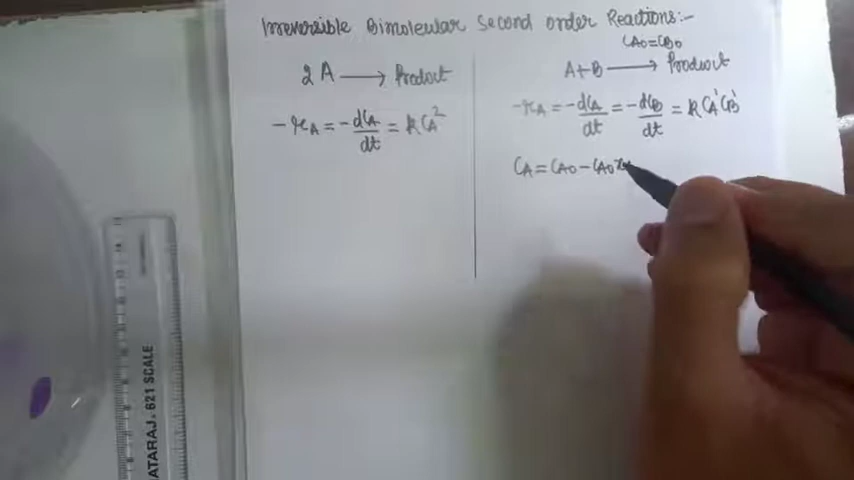 Irreversible Bimolecular Second order Reactions:-
2A ⟶ Product
-rA = -dCA/dt = kCA²
CA0=CB0
A+B ⟶ Product
-rA = -dCA/dt = -dCB/dt = kCA¹CB¹
CA = CA0 - CA0x
NATARAJ. 621 SCALE